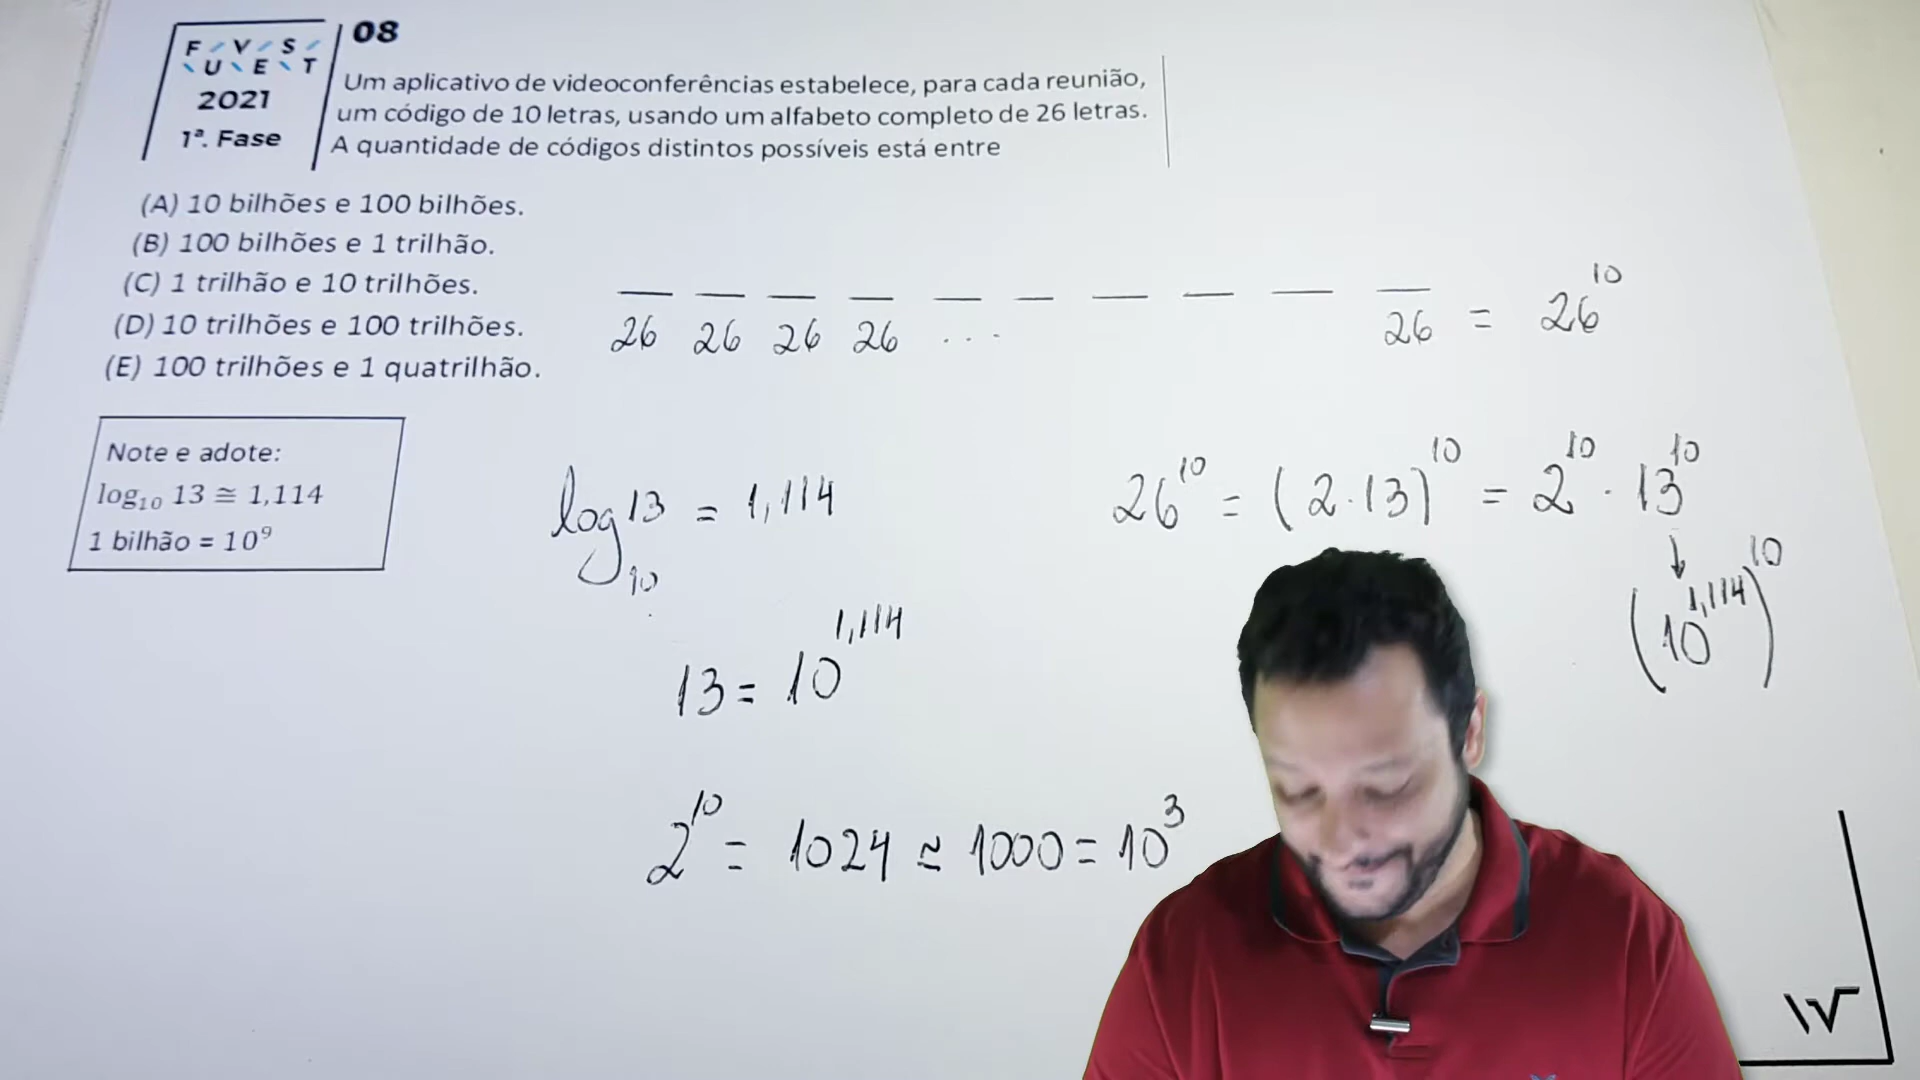 FUVEST
2021
1ª. Fase
08
Um aplicativo de videoconferências estabelece, para cada reunião,
um código de 10 letras, usando um alfabeto completo de 26 letras.
A quantidade de códigos distintos possíveis está entre
(A) 10 bilhões e 100 bilhões.
(B) 100 bilhões e 1 trilhão.
(C) 1 trilhão e 10 trilhões.
(D) 10 trilhões e 100 trilhões.
(E) 100 trilhões e 1 quatrilhão.
26 26 26 26 ... 26 = 26^10
Note e adote:
log₁₀ 13 ≅ 1,114
1 bilhão = 10⁹
log₁₀ 13 = 1,114
26^10 = (2.13)^10 = 2^10 . 13^10
↓
(10^1,114)^10
13 = 10^1,114
2^10 = 1024 ≈ 1000 = 10^3